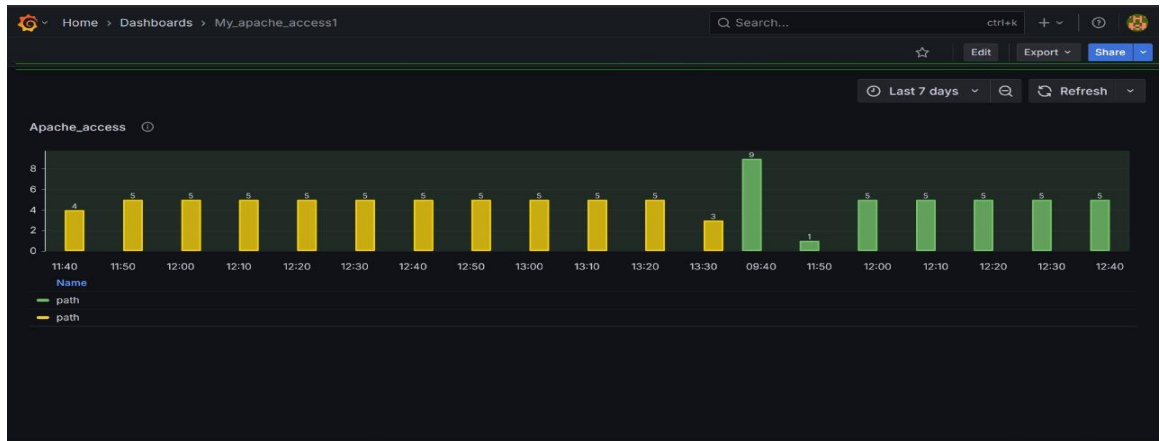 Home > Dashboards > My_apache_access1
Search...
ctrl+k
Edit
Export
Share
Last 7 days
Refresh
Apache_access
9
8
6
4
2
0
4
5
5
5
5
5
5
5
5
5
5
3
1
5
5
5
5
5
11:40 11:50 12:00 12:10 12:20 12:30 12:40 12:50 13:00 13:10 13:20 13:30 09:40 11:50 12:00 12:10 12:20 12:30 12:40
Name
path
path